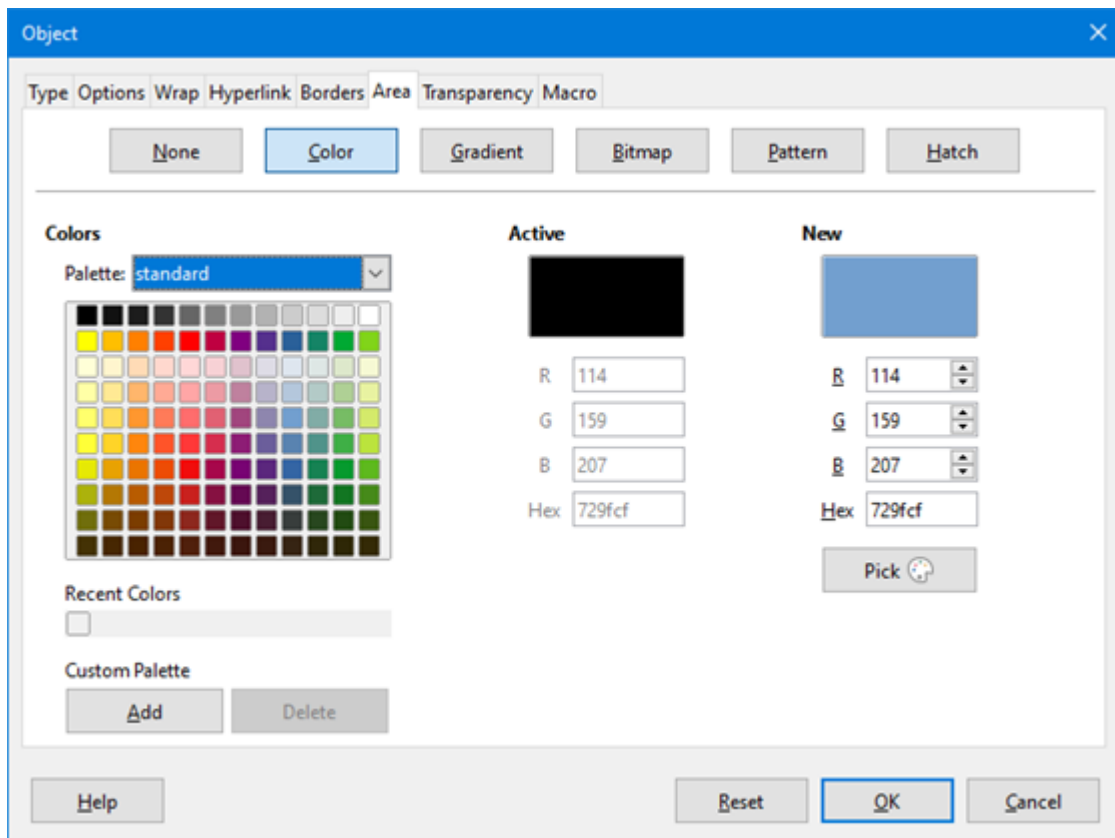 Object
Type Options Wrap Hyperlink Borders Area Transparency Macro
None Color Gradient Bitmap Pattern Hatch
Colors Active New
Palette: standard
R 114 R 114
G 159 G 159
B 207 B 207
Hex 729fcf Hex 729fcf
Pick
Recent Colors
Custom Palette
Add Delete
Help Reset OK Cancel